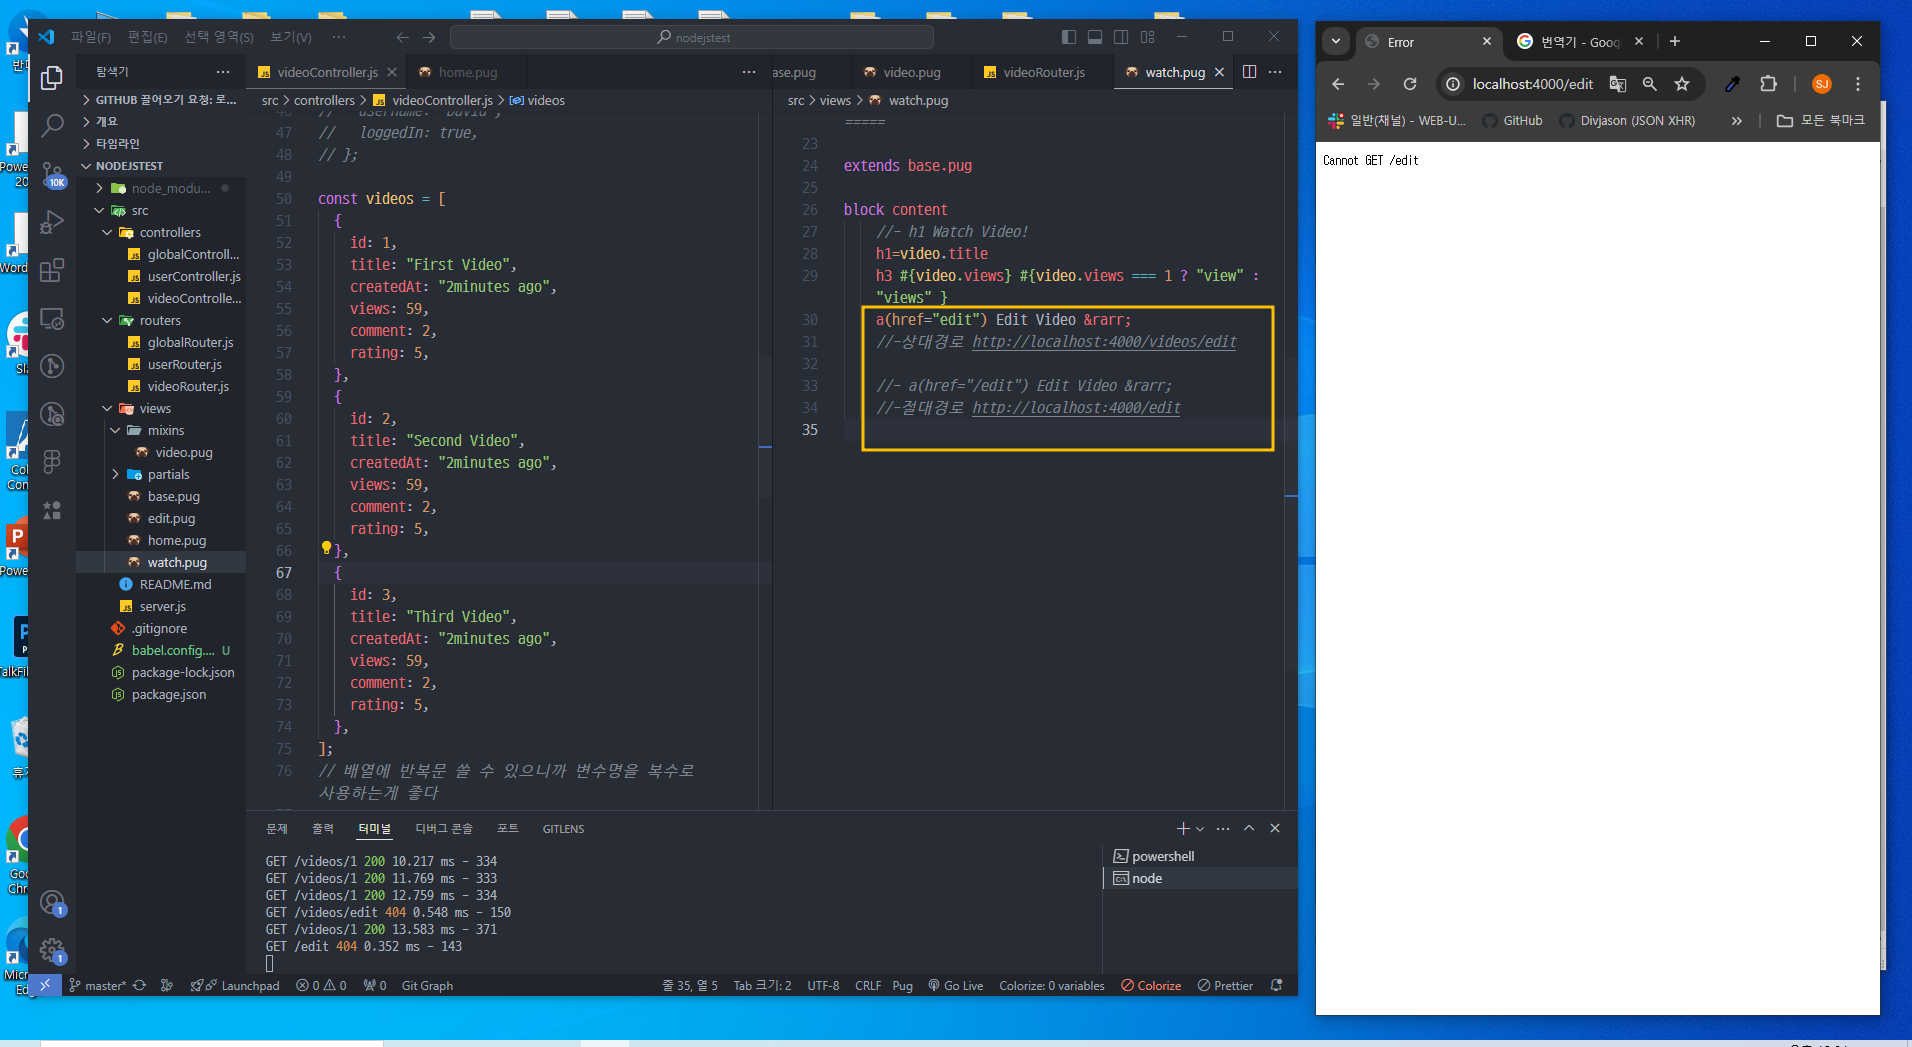 파일(F) 편집(E) 선택 영역(S) 보기(V) ··· nodejstest
탐색기
GITHUB 끌어오기 요청: 로...
개요
타임라인
NODEJSTEST
node_modu...
src
controllers
globalControll...
userController.js
videoControlle...
routers
globalRouter.js
userRouter.js
videoRouter.js
views
mixins
video.pug
partials
base.pug
edit.pug
home.pug
watch.pug
README.md
server.js
.gitignore
babel.config.... U
package-lock.json
package.json
10K
1
1
videoController.js home.pug
src > controllers > videoController.js > videos
46 // username: "David",
47 // loggedIn: true,
48 // };
49
50 const videos = [
51 {
52 id: 1,
53 title: "First Video",
54 createdAt: "2minutes ago",
55 views: 59,
56 comment: 2,
57 rating: 5,
58 },
59 {
60 id: 2,
61 title: "Second Video",
62 createdAt: "2minutes ago",
63 views: 59,
64 comment: 2,
65 rating: 5,
66 },
67 {
68 id: 3,
69 title: "Third Video",
70 createdAt: "2minutes ago",
71 views: 59,
72 comment: 2,
73 rating: 5,
74 },
75 ];
76 // 배열에 반복문 쓸 수 있으니까 변수명을 복수로
사용하는게 좋다
ase.pug video.pug videoRouter.js watch.pug
src > views > watch.pug
=====
23
24 extends base.pug
25
26 block content
27 //- h1 Watch Video!
28 h1=video.title
29 h3 #{video.views} #{video.views === 1 ? "view" :
"views" }
30 a(href="edit") Edit Video &rarr;
31 //-상대경로 http://localhost:4000/videos/edit
32
33 //- a(href="/edit") Edit Video &rarr;
34 //-절대경로 http://localhost:4000/edit
35
문제 출력 터미널 디버그 콘솔 포트 GITLENS
GET /videos/1 200 10.217 ms - 334
GET /videos/1 200 11.769 ms - 333
GET /videos/1 200 12.759 ms - 334
GET /videos/edit 404 0.548 ms - 150
GET /videos/1 200 13.583 ms - 371
GET /edit 404 0.352 ms - 143
powershell
node
master* Launchpad 0 0 0 Git Graph 줄 35, 열 5 Tab 크기: 2 UTF-8 CRLF Pug Go Live Colorize: 0 variables Colorize Prettier
Error 번역기 - Goo
localhost:4000/edit SJ
일반(채널) - WEB-U... GitHub Divjason (JSON XHR) » 모든 북마크
Cannot GET /edit